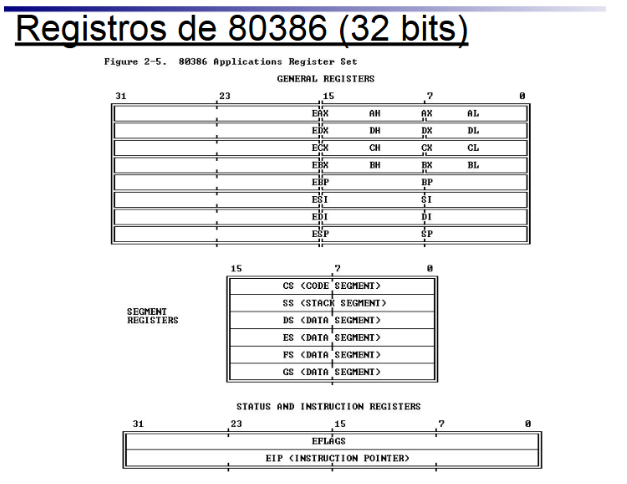 Registros de 80386 (32 bits)
Figure 2-5. 80386 Applications Register Set
GENERAL REGISTERS
31 23 15 7 0
EAX AH AX AL
EDX DH DX DL
ECX CH CX CL
EBX BH BX BL
EBP BP
ESI SI
EDI DI
ESP SP
15 7 0
CS (CODE SEGMENT)
SS (STACK SEGMENT)
SEGMENT
REGISTERS
DS (DATA SEGMENT)
ES (DATA SEGMENT)
FS (DATA SEGMENT)
GS (DATA SEGMENT)
STATUS AND INSTRUCTION REGISTERS
31 23 15 7 0
EFLAGS
EIP (INSTRUCTION POINTER)